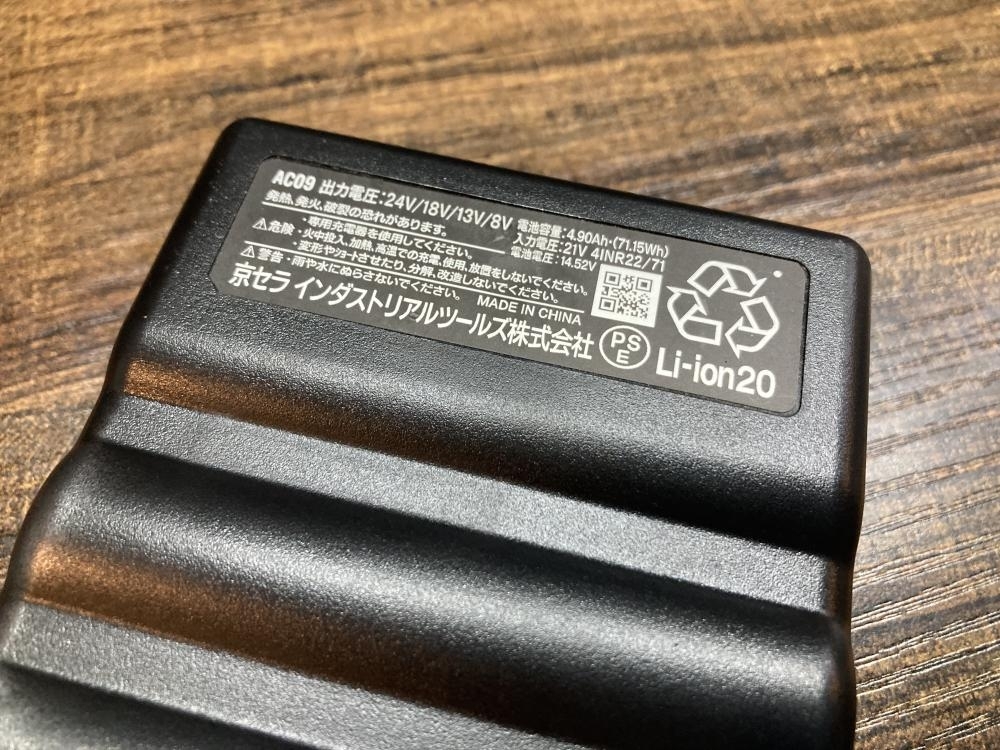 AC09 出力電圧:24V/18V/13V/8V
電池容量:4.90Ah・(71.15Wh)
入力電圧:21V 4INR22/71
電池電圧:14.52V
発熱、発火、破裂の恐れがあります。
⚠危険・専用充電器を使用してください。
・火中投入、加熱、高温での充電、使用、放置をしないでください。
・変形やショートさせたり、分解、改造しないでください。
⚠警告・雨や水にぬらさないでください。
MADE IN CHINA
京セラ インダストリアルツールズ株式会社
PSE
Li-ion20